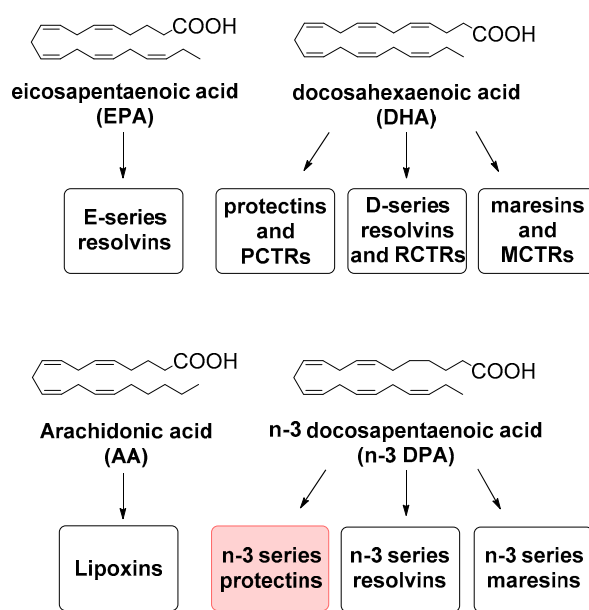 COOH
COOH
eicosapentaenoic acid
(EPA)
docosahexaenoic acid
(DHA)
E-series
resolvins
protectins
and
PCTRs
D-series
resolvins
and RCTRs
maresins
and
MCTRs
COOH
COOH
Arachidonic acid
(AA)
n-3 docosapentaenoic acid
(n-3 DPA)
Lipoxins
n-3 series
protectins
n-3 series
resolvins
n-3 series
maresins